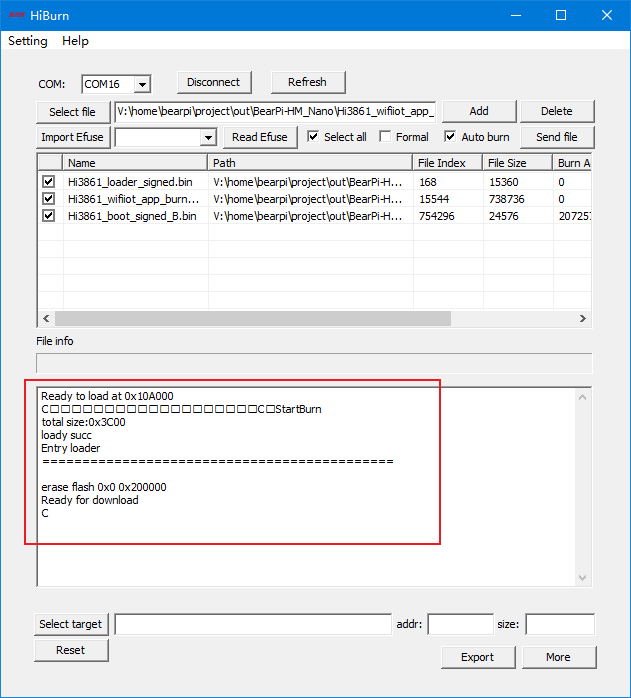 HiBurn
Setting Help
COM: COM16 Disconnect Refresh
Select file V:\home\bearpi\project\out\BearPi-HM_Nano\Hi3861_wifiiot_app_ Add Delete
Import Efuse Read Efuse Select all Formal Auto burn Send file
Name Path File Index File Size Burn A
Hi3861_loader_signed.bin V:\home\bearpi\project\out\BearPi-H... 168 15360 0
Hi3861_wifiiot_app_burn... V:\home\bearpi\project\out\BearPi-H... 15544 738736 0
Hi3861_boot_signed_B.bin V:\home\bearpi\project\out\BearPi-H... 754296 24576 20725
File info
Ready to load at 0x10A000
C□□□□□□□□□□□□□□□□□□□C□StartBurn
total size:0x3C00
loady succ
Entry loader
============================================
erase flash 0x0 0x200000
Ready for download
C
Select target addr: size:
Reset
Export More